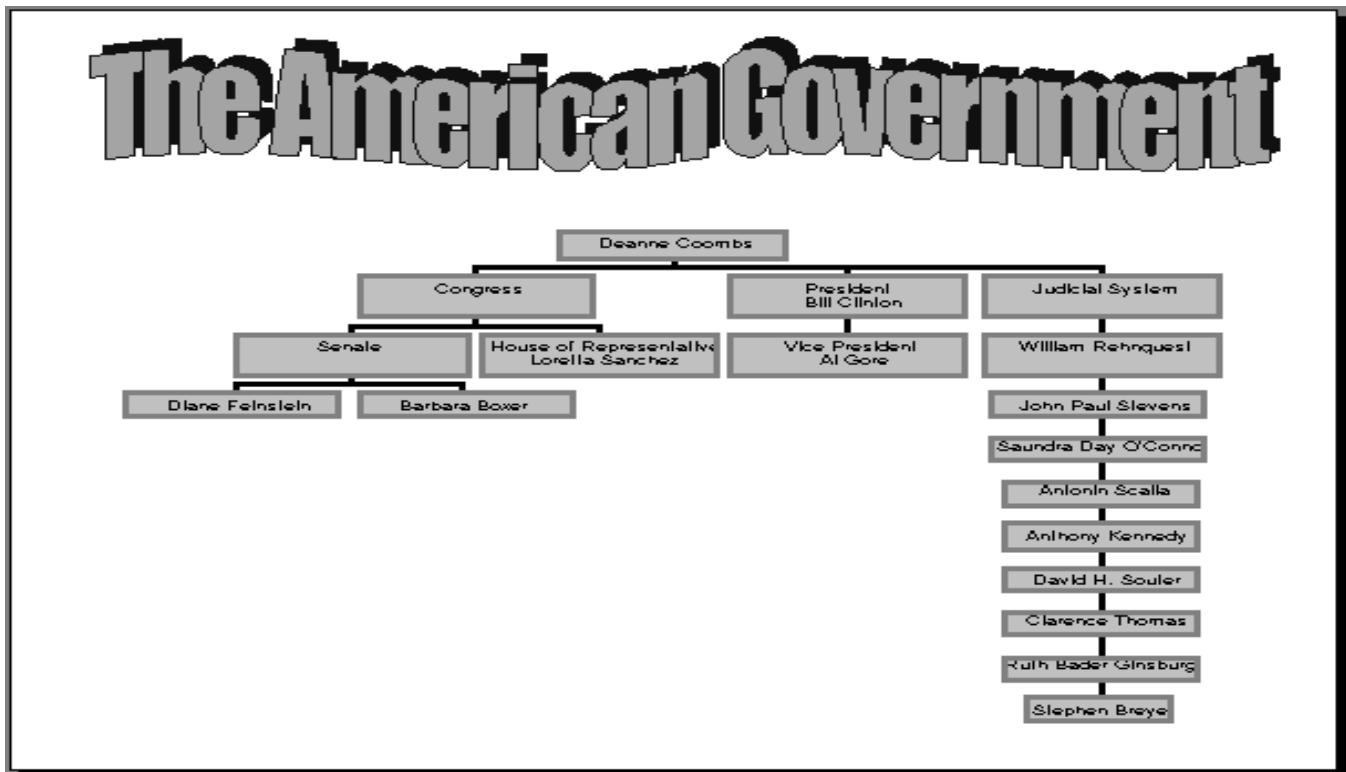 The American Government
Deanne Coombs
Congress
President
Bill Clinton
Judicial System
Senate
House of Representative
Loretta Sanchez
Vice President
Al Gore
William Rehnquest
Diane Feinstein
Barbara Boxer
John Paul Stevens
Saundra Day O'Conno
Antonin Scalia
Anthony Kennedy
David H. Souter
Clarence Thomas
Ruth Bader Ginsburg
Stephen Breye